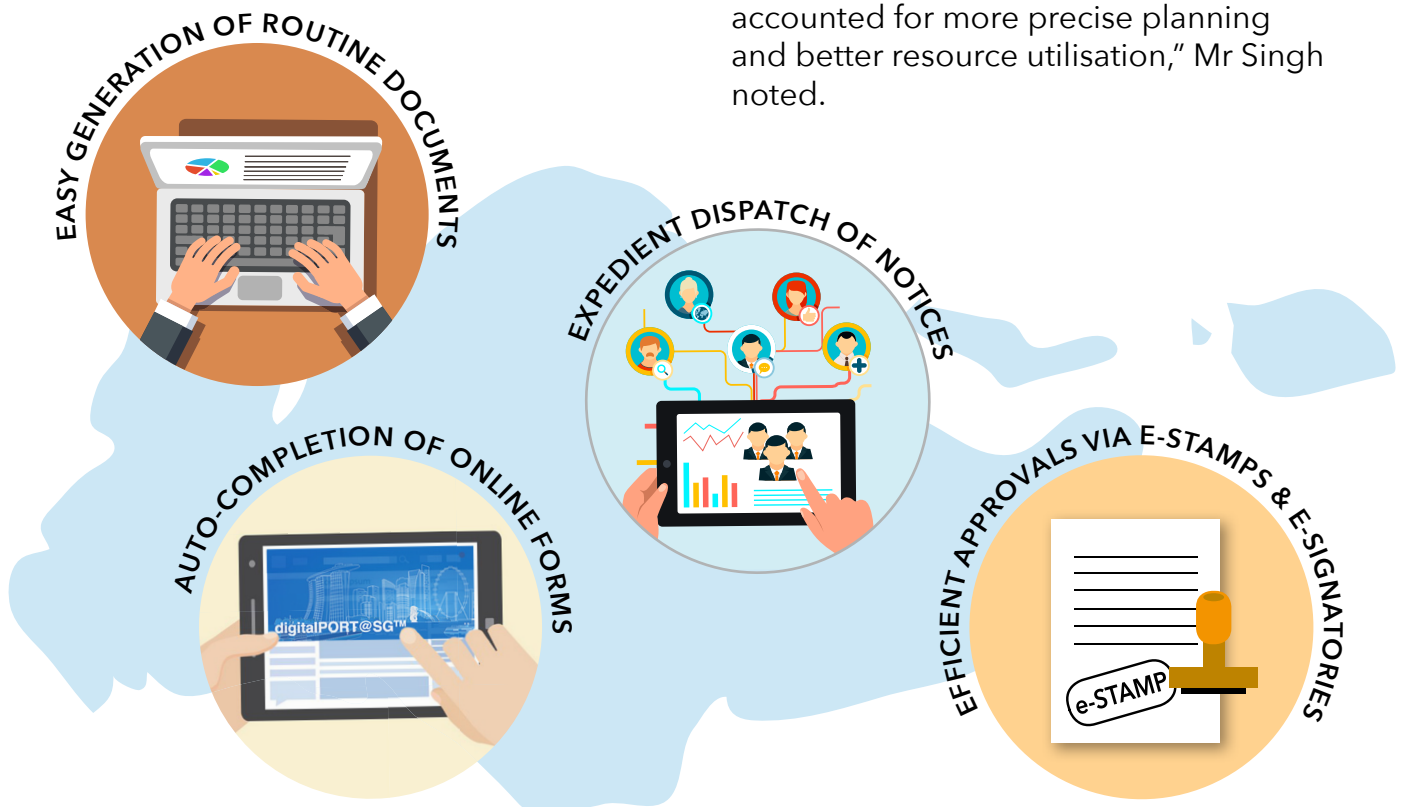 accounted for more precise planning
and better resource utilisation,” Mr Singh
noted.
EASY GENERATION OF ROUTINE DOCUMENTS
EXPEDIENT DISPATCH OF NOTICES
AUTO-COMPLETION OF ONLINE FORMS
digitalPORT@SG™
EFFICIENT APPROVALS VIA E-STAMPS & E-SIGNATORIES
e-STAMP